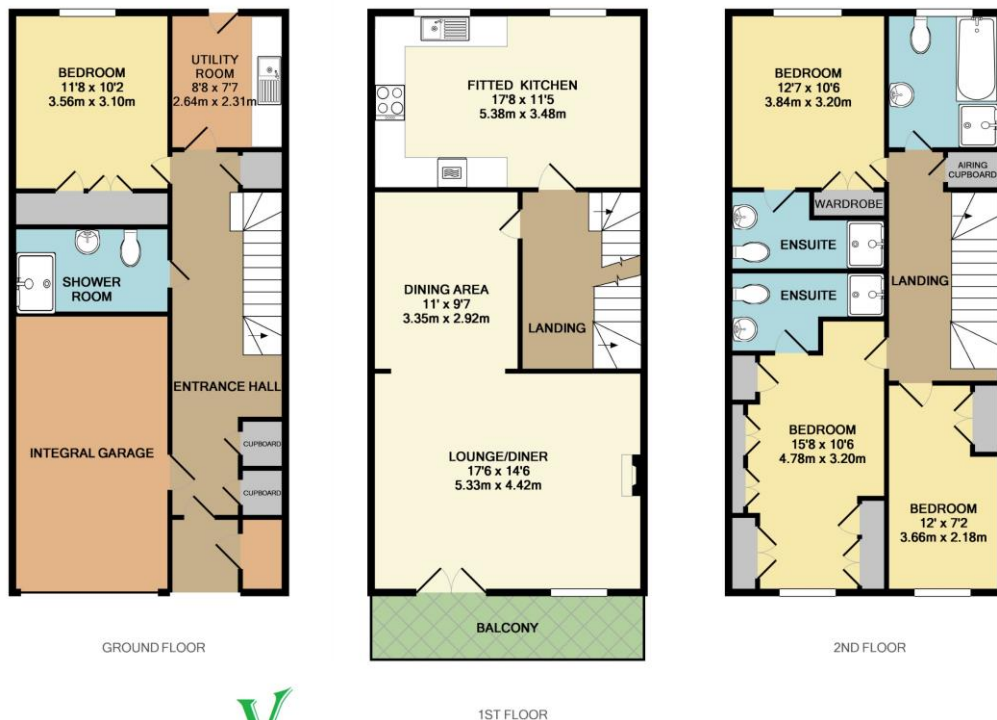 BEDROOM
11'8 x 10'2
3.56m x 3.10m
UTILITY
ROOM
8'8 x 7'7
2.64m x 2.31m
SHOWER
ROOM
ENTRANCE HALL
INTEGRAL GARAGE
CUPBOARD
CUPBOARD
GROUND FLOOR
FITTED KITCHEN
17'8 x 11'5
5.38m x 3.48m
DINING AREA
11' x 9'7
3.35m x 2.92m
LANDING
LOUNGE/DINER
17'6 x 14'6
5.33m x 4.42m
BALCONY
1ST FLOOR
BEDROOM
12'7 x 10'6
3.84m x 3.20m
AIRING
CUPBOARD
WARDROBE
ENSUITE
ENSUITE
LANDING
BEDROOM
15'8 x 10'6
4.78m x 3.20m
BEDROOM
12' x 7'2
3.66m x 2.18m
2ND FLOOR